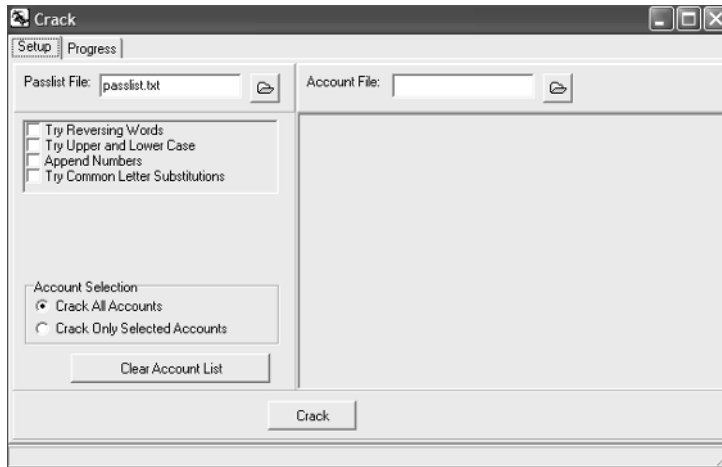 Crack
Setup Progress
Passlist File: passlist.txt Account File:
Try Reversing Words
Try Upper and Lower Case
Append Numbers
Try Common Letter Substitutions
Account Selection
Crack All Accounts
Crack Only Selected Accounts
Clear Account List
Crack